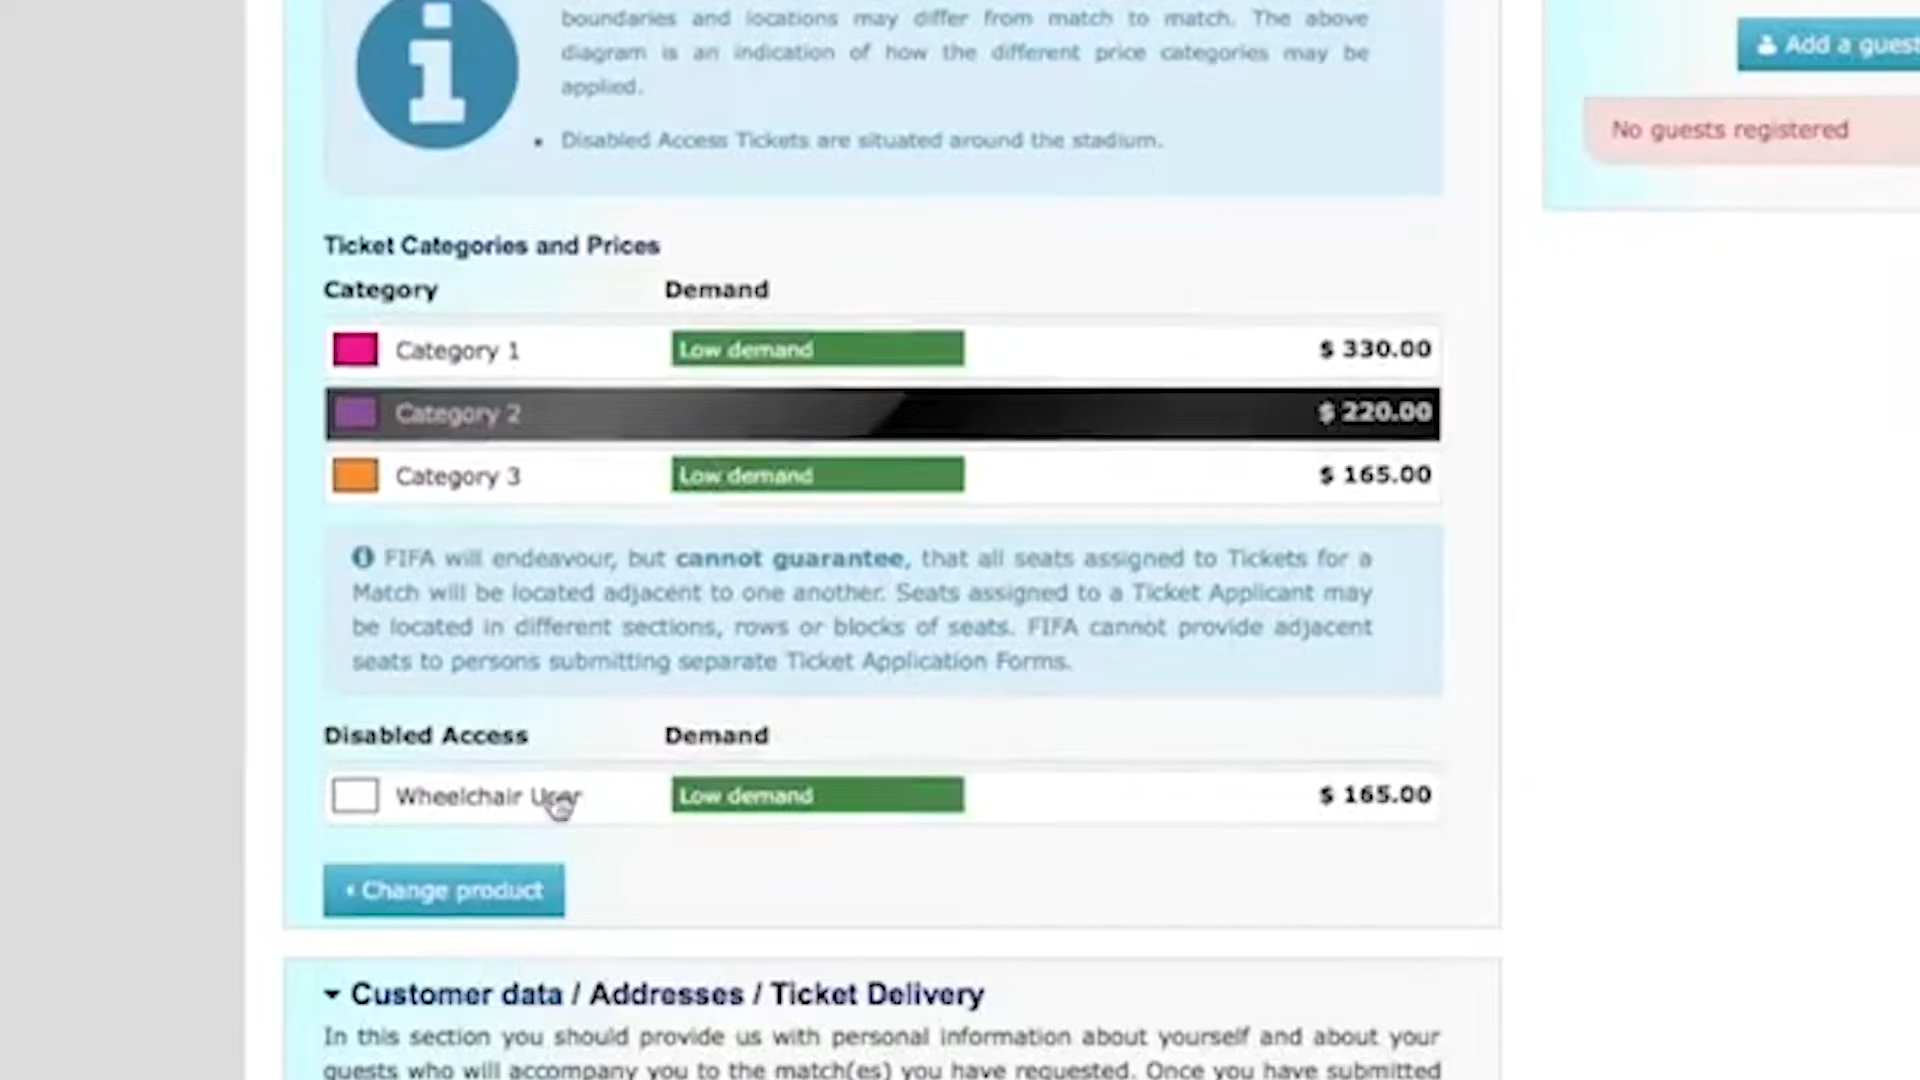 boundaries and locations may differ from match to match. The above
diagram is an indication of how the different price categories may be
applied.
• Disabled Access Tickets are situated around the stadium.
Add a guest
No guests registered
Ticket Categories and Prices
Category Demand
Category 1 Low demand $ 330.00
Category 2 $ 220.00
Category 3 Low demand $ 165.00
FIFA will endeavour, but cannot guarantee, that all seats assigned to Tickets for a
Match will be located adjacent to one another. Seats assigned to a Ticket Applicant may
be located in different sections, rows or blocks of seats. FIFA cannot provide adjacent
seats to persons submitting separate Ticket Application Forms.
Disabled Access Demand
Wheelchair User Low demand $ 165.00
Change product
Customer data / Addresses / Ticket Delivery
In this section you should provide us with personal information about yourself and about your
guests who will accompany you to the match(es) you have requested. Once you have submitted